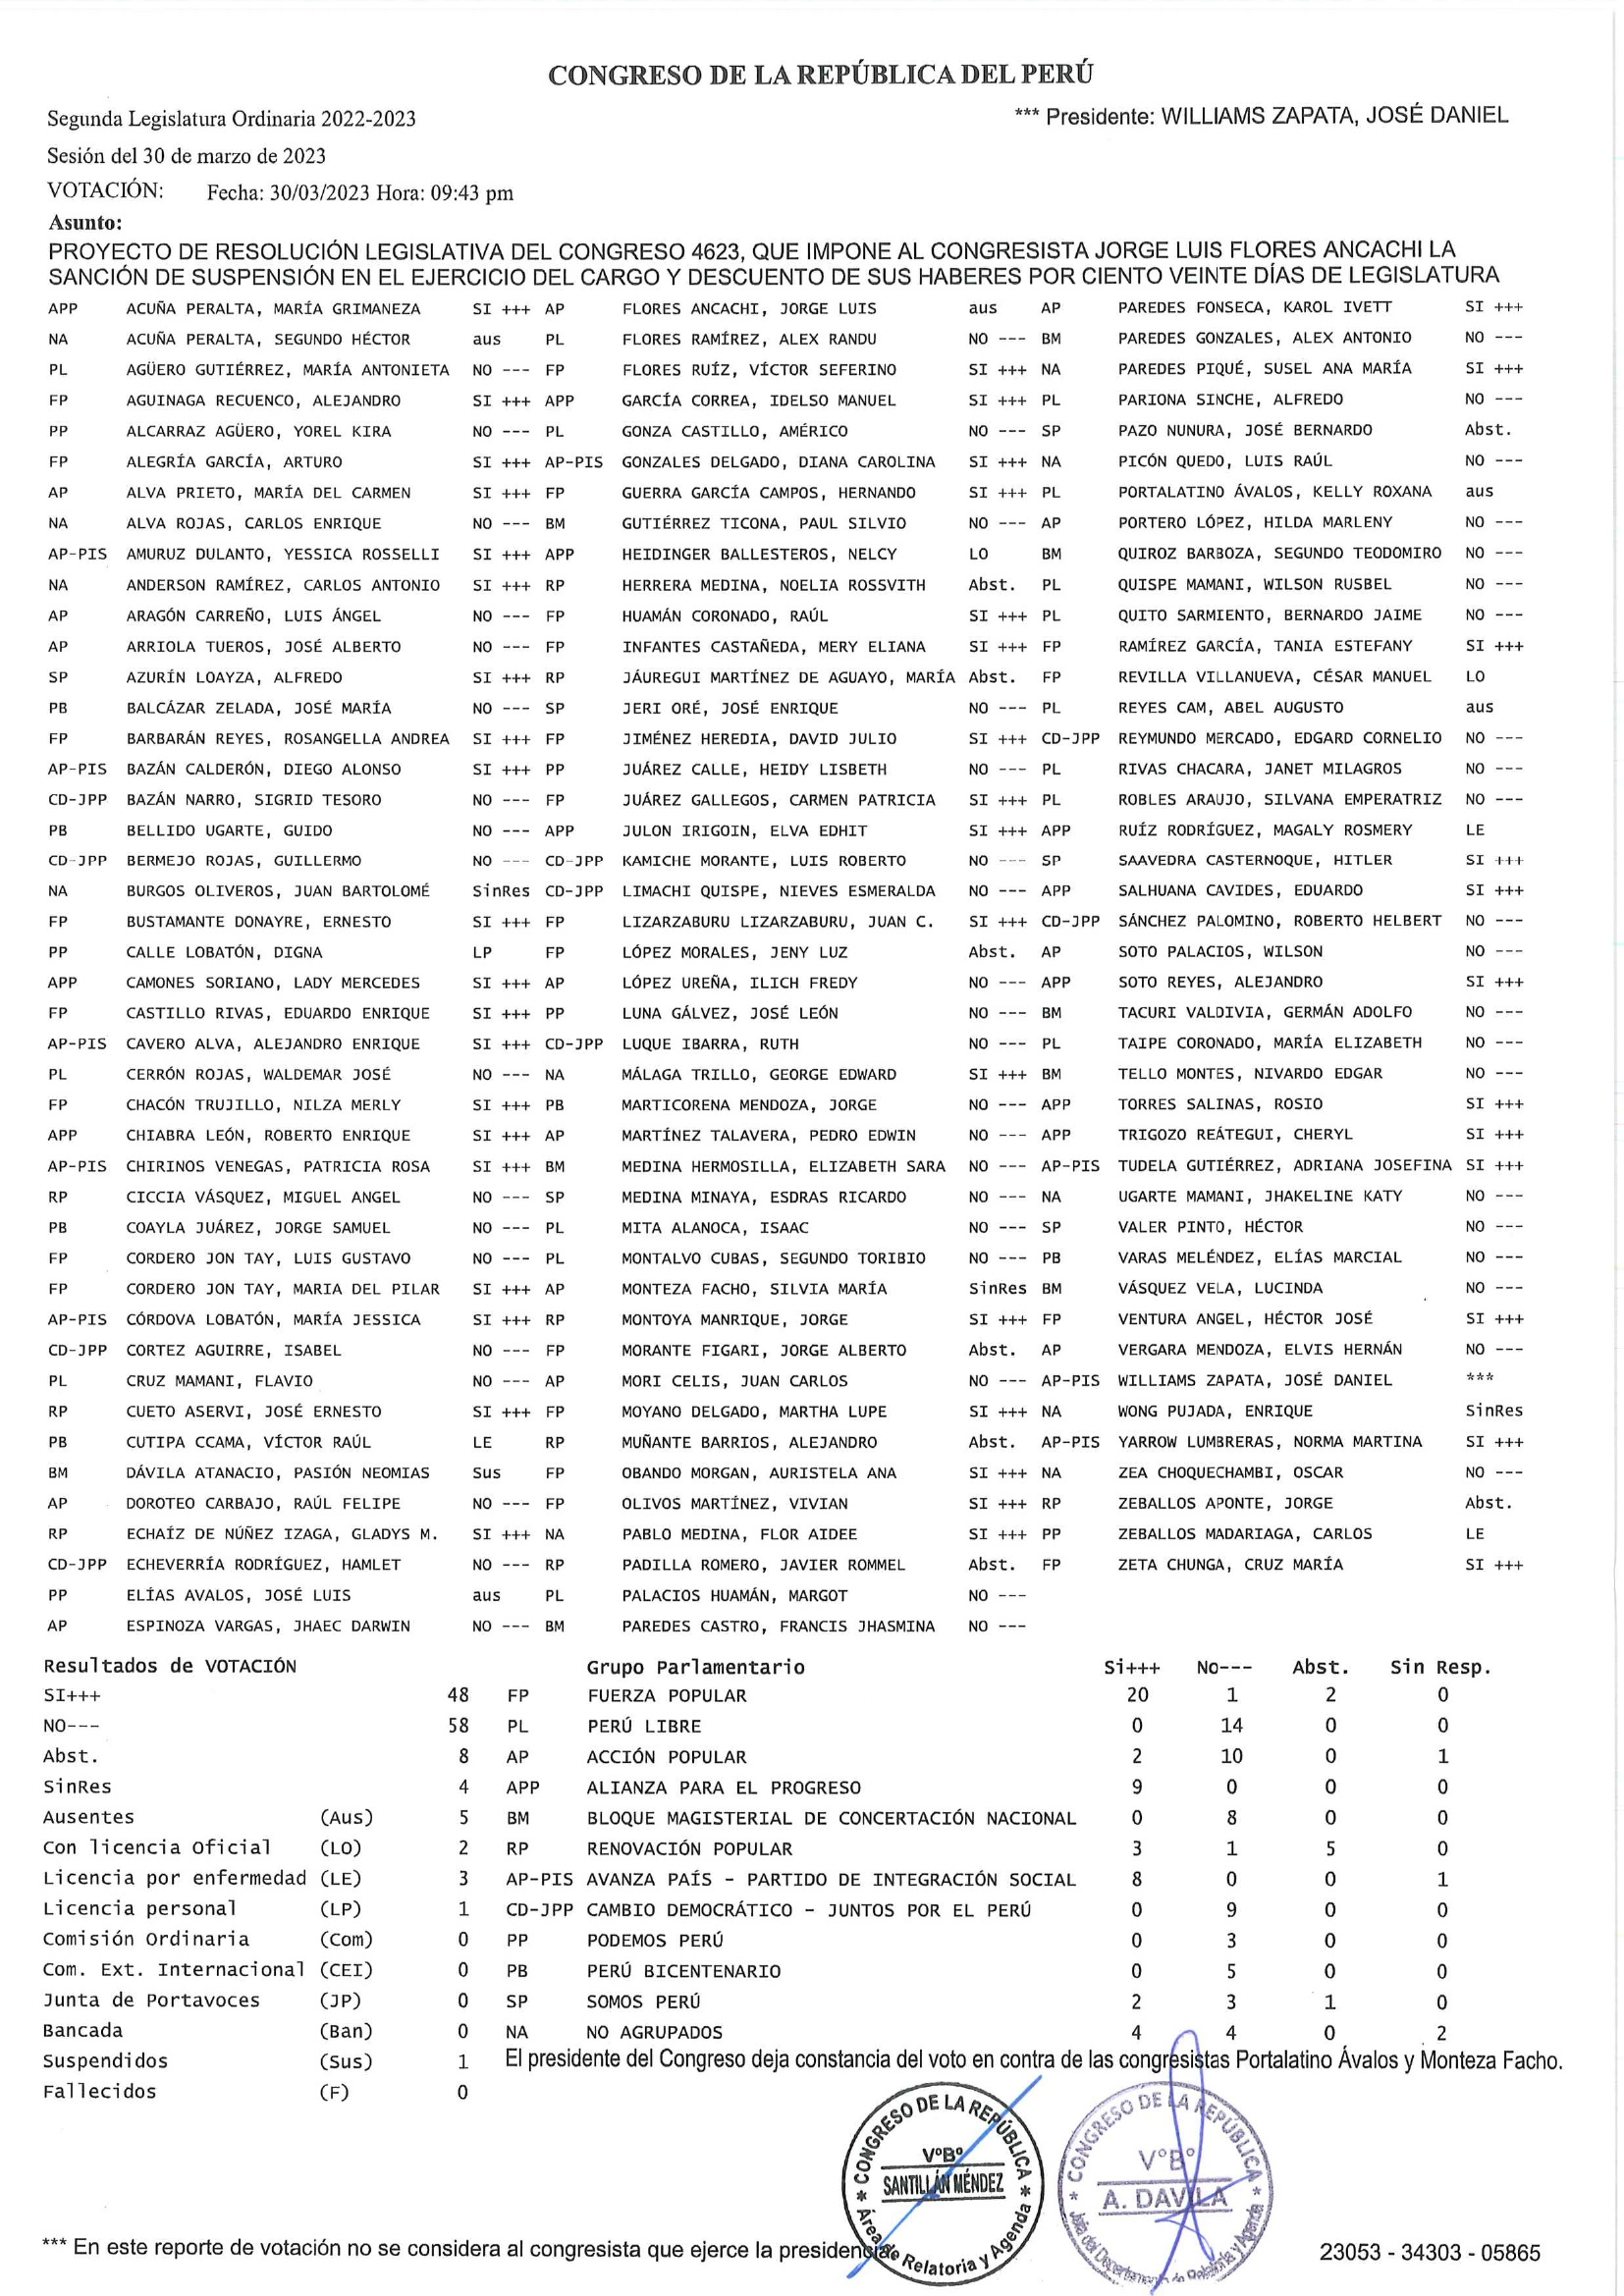 CONGRESO DE LA REPÚBLICA DEL PERÚ
Segunda Legislatura Ordinaria 2022-2023
*** Presidente: WILLIAMS ZAPATA, JOSÉ DANIEL
Sesión del 30 de marzo de 2023
VOTACIÓN: Fecha: 30/03/2023 Hora: 09:43 pm
Asunto:
PROYECTO DE RESOLUCIÓN LEGISLATIVA DEL CONGRESO 4623, QUE IMPONE AL CONGRESISTA JORGE LUIS FLORES ANCACHI LA
SANCIÓN DE SUSPENSIÓN EN EL EJERCICIO DEL CARGO Y DESCUENTO DE SUS HABERES POR CIENTO VEINTE DÍAS DE LEGISLATURA
APP ACUÑA PERALTA, MARÍA GRIMANEZA SI +++ AP FLORES ANCACHI, JORGE LUIS aus AP PAREDES FONSECA, KAROL IVETT SI +++
NA ACUÑA PERALTA, SEGUNDO HÉCTOR aus PL FLORES RAMÍREZ, ALEX RANDU NO --- BM PAREDES GONZALES, ALEX ANTONIO NO ---
PL AGÜERO GUTIÉRREZ, MARÍA ANTONIETA NO --- FP FLORES RUÍZ, VÍCTOR SEFERINO SI +++ NA PAREDES PIQUÉ, SUSEL ANA MARÍA SI +++
FP AGUINAGA RECUENCO, ALEJANDRO SI +++ APP GARCÍA CORREA, IDELSO MANUEL SI +++ PL PARIONA SINCHE, ALFREDO NO ---
PP ALCARRAZ AGÜERO, YOREL KIRA NO --- PL GONZA CASTILLO, AMÉRICO NO --- SP PAZO NUNURA, JOSÉ BERNARDO Abst.
FP ALEGRÍA GARCÍA, ARTURO SI +++ AP-PIS GONZALES DELGADO, DIANA CAROLINA SI +++ NA PICÓN QUEDO, LUIS RAÚL NO ---
AP ALVA PRIETO, MARÍA DEL CARMEN SI +++ FP GUERRA GARCÍA CAMPOS, HERNANDO SI +++ PL PORTALATINO ÁVALOS, KELLY ROXANA aus
NA ALVA ROJAS, CARLOS ENRIQUE NO --- BM GUTIÉRREZ TICONA, PAUL SILVIO NO --- AP PORTERO LÓPEZ, HILDA MARLENY NO ---
AP-PIS AMURUZ DULANTO, YESSICA ROSSELLI SI +++ APP HEIDINGER BALLESTEROS, NELCY LO BM QUIROZ BARBOZA, SEGUNDO TEODOMIRO NO ---
NA ANDERSON RAMÍREZ, CARLOS ANTONIO SI +++ RP HERRERA MEDINA, NOELIA ROSSVITH Abst. PL QUISPE MAMANI, WILSON RUSBEL NO ---
AP ARAGÓN CARREÑO, LUIS ÁNGEL NO --- FP HUAMÁN CORONADO, RAÚL SI +++ PL QUITO SARMIENTO, BERNARDO JAIME NO ---
AP ARRIOLA TUEROS, JOSÉ ALBERTO NO --- FP INFANTES CASTAÑEDA, MERY ELIANA SI +++ FP RAMÍREZ GARCÍA, TANIA ESTEFANY SI +++
SP AZURÍN LOAYZA, ALFREDO SI +++ RP JÁUREGUI MARTÍNEZ DE AGUAYO, MARÍA Abst. FP REVILLA VILLANUEVA, CÉSAR MANUEL LO
PB BALCÁZAR ZELADA, JOSÉ MARÍA NO --- SP JERI ORÉ, JOSÉ ENRIQUE NO --- PL REYES CAM, ABEL AUGUSTO aus
FP BARBARÁN REYES, ROSANGELLA ANDREA SI +++ FP JIMÉNEZ HEREDIA, DAVID JULIO SI +++ CD-JPP REYMUNDO MERCADO, EDGARD CORNELIO NO ---
AP-PIS BAZÁN CALDERÓN, DIEGO ALONSO SI +++ PP JUÁREZ CALLE, HEIDY LISBETH NO --- PL RIVAS CHACARA, JANET MILAGROS NO ---
CD-JPP BAZÁN NARRO, SIGRID TESORO NO --- FP JUÁREZ GALLEGOS, CARMEN PATRICIA SI +++ PL ROBLES ARAUJO, SILVANA EMPERATRIZ NO ---
PB BELLIDO UGARTE, GUIDO NO --- APP JULON IRIGOIN, ELVA EDHIT SI +++ APP RUÍZ RODRÍGUEZ, MAGALY ROSMERY LE
CD-JPP BERMEJO ROJAS, GUILLERMO NO --- CD-JPP KAMICHE MORANTE, LUIS ROBERTO NO --- SP SAAVEDRA CASTERNOQUE, HITLER SI +++
NA BURGOS OLIVEROS, JUAN BARTOLOMÉ SinRes CD-JPP LIMACHI QUISPE, NIEVES ESMERALDA NO --- APP SALHUANA CAVIDES, EDUARDO SI +++
FP BUSTAMANTE DONAYRE, ERNESTO SI +++ FP LIZARZABURU LIZARZABURU, JUAN C. SI +++ CD-JPP SÁNCHEZ PALOMINO, ROBERTO HELBERT NO ---
PP CALLE LOBATÓN, DIGNA LP FP LÓPEZ MORALES, JENY LUZ Abst. AP SOTO PALACIOS, WILSON NO ---
APP CAMONES SORIANO, LADY MERCEDES SI +++ AP LÓPEZ UREÑA, ILICH FREDY NO --- APP SOTO REYES, ALEJANDRO SI +++
FP CASTILLO RIVAS, EDUARDO ENRIQUE SI +++ PP LUNA GÁLVEZ, JOSÉ LEÓN NO --- BM TACURI VALDIVIA, GERMÁN ADOLFO NO ---
AP-PIS CAVERO ALVA, ALEJANDRO ENRIQUE SI +++ CD-JPP LUQUE IBARRA, RUTH NO --- PL TAIPE CORONADO, MARÍA ELIZABETH NO ---
PL CERRÓN ROJAS, WALDEMAR JOSÉ NO --- NA MÁLAGA TRILLO, GEORGE EDWARD SI +++ BM TELLO MONTES, NIVARDO EDGAR NO ---
FP CHACÓN TRUJILLO, NILZA MERLY SI +++ PB MARTICORENA MENDOZA, JORGE NO --- APP TORRES SALINAS, ROSIO SI +++
APP CHIABRA LEÓN, ROBERTO ENRIQUE SI +++ AP MARTÍNEZ TALAVERA, PEDRO EDWIN NO --- APP TRIGOZO REÁTEGUI, CHERYL SI +++
AP-PIS CHIRINOS VENEGAS, PATRICIA ROSA SI +++ BM MEDINA HERMOSILLA, ELIZABETH SARA NO --- AP-PIS TUDELA GUTIÉRREZ, ADRIANA JOSEFINA SI +++
RP CICCIA VÁSQUEZ, MIGUEL ANGEL NO --- SP MEDINA MINAYA, ESDRAS RICARDO NO --- NA UGARTE MAMANI, JHAKELINE KATY NO ---
PB COAYLA JUÁREZ, JORGE SAMUEL NO --- PL MITA ALANOCA, ISAAC NO --- SP VALER PINTO, HÉCTOR NO ---
FP CORDERO JON TAY, LUIS GUSTAVO NO --- PL MONTALVO CUBAS, SEGUNDO TORIBIO NO --- PB VARAS MELÉNDEZ, ELÍAS MARCIAL NO ---
FP CORDERO JON TAY, MARIA DEL PILAR SI +++ AP MONTEZA FACHO, SILVIA MARÍA SinRes BM VÁSQUEZ VELA, LUCINDA NO ---
AP-PIS CÓRDOVA LOBATÓN, MARÍA JESSICA SI +++ RP MONTOYA MANRIQUE, JORGE SI +++ FP VENTURA ANGEL, HÉCTOR JOSÉ SI +++
CD-JPP CORTEZ AGUIRRE, ISABEL NO --- FP MORANTE FIGARI, JORGE ALBERTO Abst. AP VERGARA MENDOZA, ELVIS HERNÁN NO ---
PL CRUZ MAMANI, FLAVIO NO --- AP MORI CELIS, JUAN CARLOS NO --- AP-PIS WILLIAMS ZAPATA, JOSÉ DANIEL ***
RP CUETO ASERVI, JOSÉ ERNESTO SI +++ FP MOYANO DELGADO, MARTHA LUPE SI +++ NA WONG PUJADA, ENRIQUE SinRes
PB CUTIPA CCAMA, VÍCTOR RAÚL LE RP MUÑANTE BARRIOS, ALEJANDRO Abst. AP-PIS YARROW LUMBRERAS, NORMA MARTINA SI +++
BM DÁVILA ATANACIO, PASIÓN NEOMIAS Sus FP OBANDO MORGAN, AURISTELA ANA SI +++ NA ZEA CHOQUECHAMBI, OSCAR NO ---
AP DOROTEO CARBAJO, RAÚL FELIPE NO --- FP OLIVOS MARTÍNEZ, VIVIAN SI +++ RP ZEBALLOS APONTE, JORGE Abst.
RP ECHAÍZ DE NÚÑEZ IZAGA, GLADYS M. SI +++ NA PABLO MEDINA, FLOR AIDEE SI +++ PP ZEBALLOS MADARIAGA, CARLOS LE
CD-JPP ECHEVERRÍA RODRÍGUEZ, HAMLET NO --- RP PADILLA ROMERO, JAVIER ROMMEL Abst. FP ZETA CHUNGA, CRUZ MARÍA SI +++
PP ELÍAS AVALOS, JOSÉ LUIS aus PL PALACIOS HUAMÁN, MARGOT NO ---
AP ESPINOZA VARGAS, JHAEC DARWIN NO --- BM PAREDES CASTRO, FRANCIS JHASMINA NO ---
Resultados de VOTACIÓN Grupo Parlamentario Si+++ No--- Abst. Sin Resp.
SI+++ 48 FP FUERZA POPULAR 20 1 2 0
NO--- 58 PL PERÚ LIBRE 0 14 0 0
Abst. 8 AP ACCIÓN POPULAR 2 10 0 1
SinRes 4 APP ALIANZA PARA EL PROGRESO 9 0 0 0
Ausentes (Aus) 5 BM BLOQUE MAGISTERIAL DE CONCERTACIÓN NACIONAL 0 8 0 0
Con licencia Oficial (LO) 2 RP RENOVACIÓN POPULAR 3 1 5 0
Licencia por enfermedad (LE) 3 AP-PIS AVANZA PAÍS - PARTIDO DE INTEGRACIÓN SOCIAL 8 0 0 1
Licencia personal (LP) 1 CD-JPP CAMBIO DEMOCRÁTICO - JUNTOS POR EL PERÚ 0 9 0 0
Comisión Ordinaria (Com) 0 PP PODEMOS PERÚ 0 3 0 0
Com. Ext. Internacional (CEI) 0 PB PERÚ BICENTENARIO 0 5 0 0
Junta de Portavoces (JP) 0 SP SOMOS PERÚ 2 3 1 0
Bancada (Ban) 0 NA NO AGRUPADOS 4 4 0 2
Suspendidos (Sus) 1 El presidente del Congreso deja constancia del voto en contra de las congresistas Portalatino Ávalos y Monteza Facho.
Fallecidos (F) 0
* CONGRESO DE LA REPÚBLICA *
V°B°
SANTILLÁN MÉNDEZ
Área de Relatoria y Agenda
* CONGRESO DE LA REPÚBLICA *
V°B°
A. DAVILA
Jefa del Departamento de Relatoría y Agenda
*** En este reporte de votación no se considera al congresista que ejerce la presidencia
23053 - 34303 - 05865